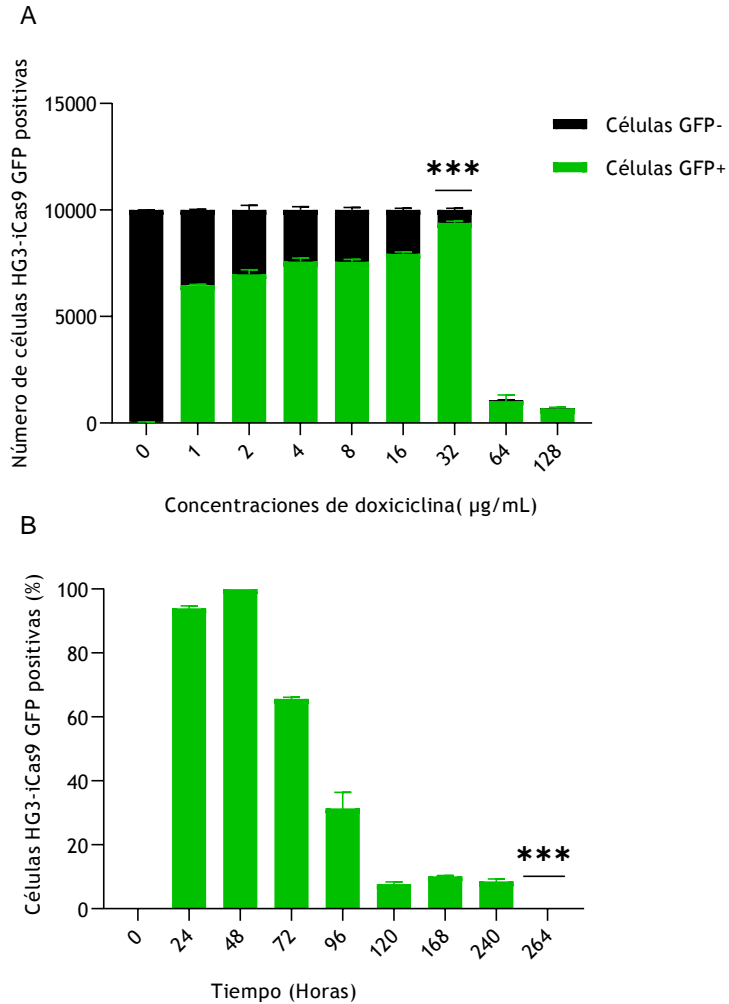 A
Número de células HG3-iCas9 GFP positivas
15000
10000
5000
0
***
Células GFP-
Células GFP+
0 1 2 4 8 16 32 64 128
Concentraciones de doxiciclina( µg/mL)
B
Células HG3-iCas9 GFP positivas (%)
100
80
60
40
20
0
***
0 24 48 72 96 120 168 240 264
Tiempo (Horas)